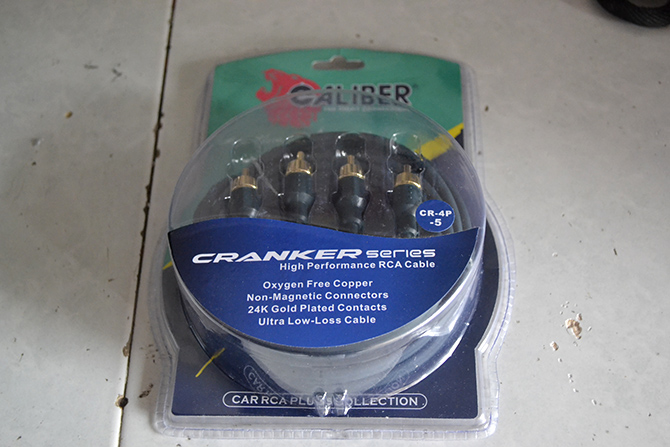 CALIBER
CR-4P
-5
CRANKER series
High Performance RCA Cable
Oxygen Free Copper
Non-Magnetic Connectors
24K Gold Plated Contacts
Ultra Low-Loss Cable
CAR RCA PLUGS COLLECTION